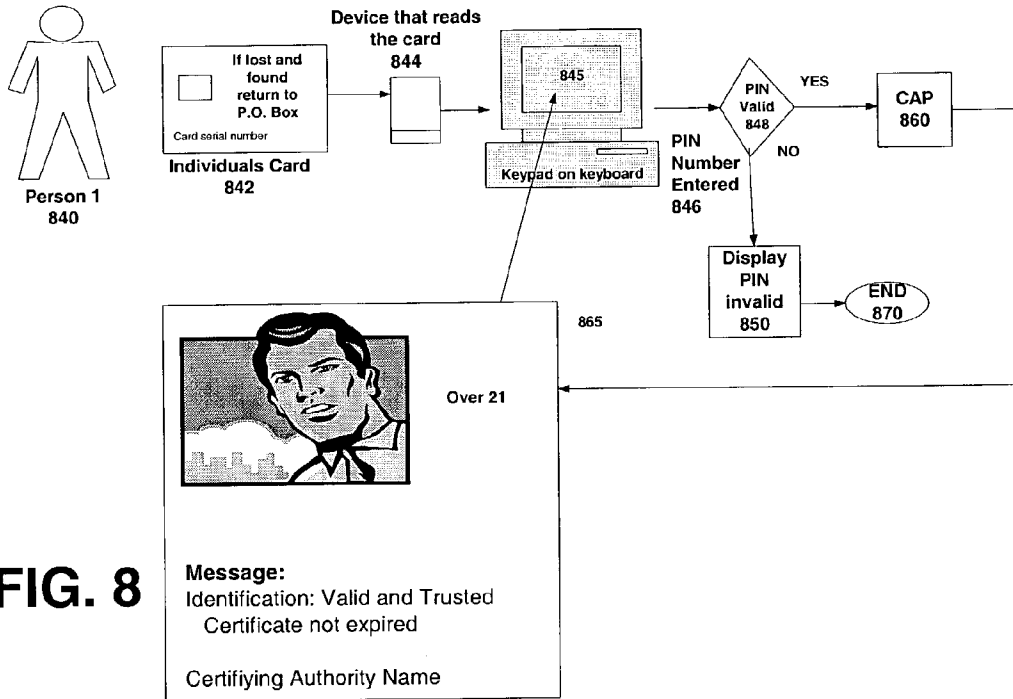 Person 1
840
If lost and
found
return to
P.O. Box
Card serial number
Individuals Card
842
Device that reads
the card
844
845
Keypad on keyboard
PIN
Number
Entered
846
PIN
Valid
848
YES
NO
CAP
860
Display
PIN
invalid
850
END
870
865
Over 21
Message:
Identification: Valid and Trusted
Certificate not expired
Certifiying Authority Name
FIG. 8